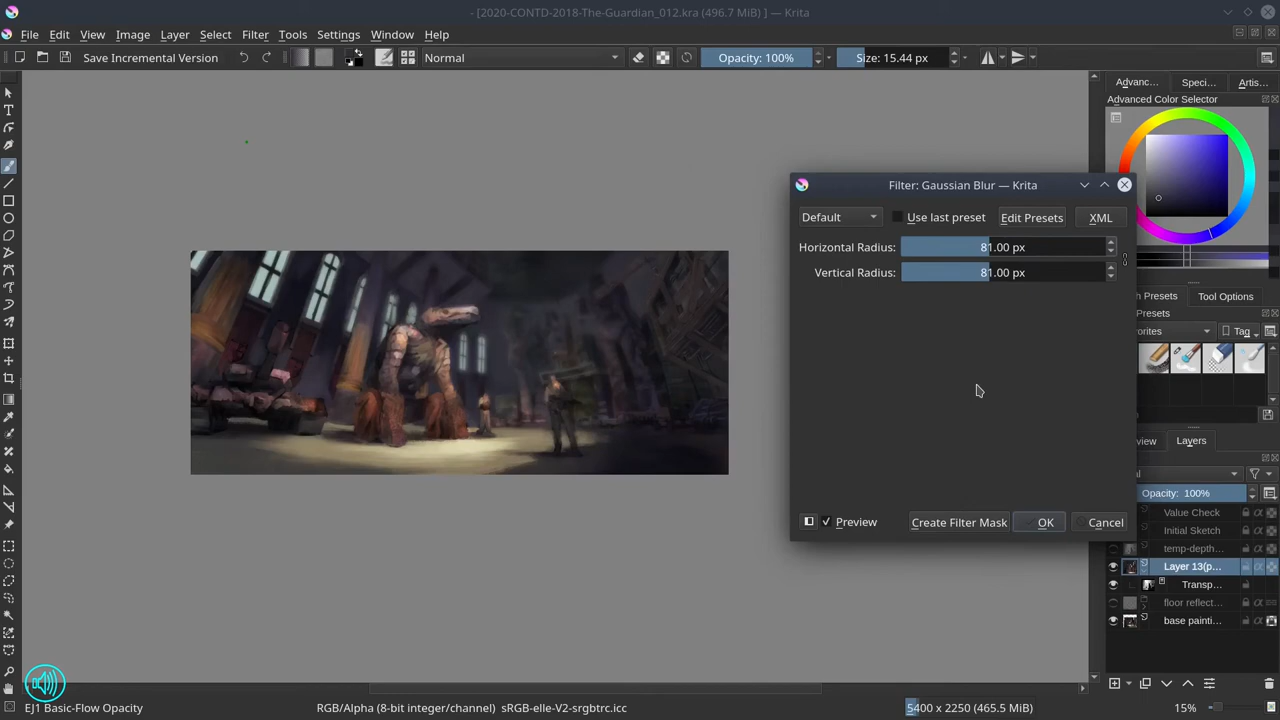 - [2020-CONTD-2018-The-Guardian_012.kra (496.7 MiB) ] — Krita
File Edit View Image Layer Select Filter Tools Settings Window Help
Save Incremental Version Normal Opacity: 100% Size: 15.44 px
Advanc... Speci... Artis...
Advanced Color Selector
Filter: Gaussian Blur — Krita
Default Use last preset Edit Presets XML
Horizontal Radius: 81.00 px
Vertical Radius: 81.00 px
sh Presets Tool Options
Presets
orites Tag
view Layers
Opacity: 100%
Value Check
Initial Sketch
temp-depth...
Layer 13(p...
Transp...
floor reflect...
base painti...
Preview Create Filter Mask OK Cancel
EJ1 Basic-Flow Opacity RGB/Alpha (8-bit integer/channel) sRGB-elle-V2-srgbtrc.icc 5400 x 2250 (465.5 MiB) 15%